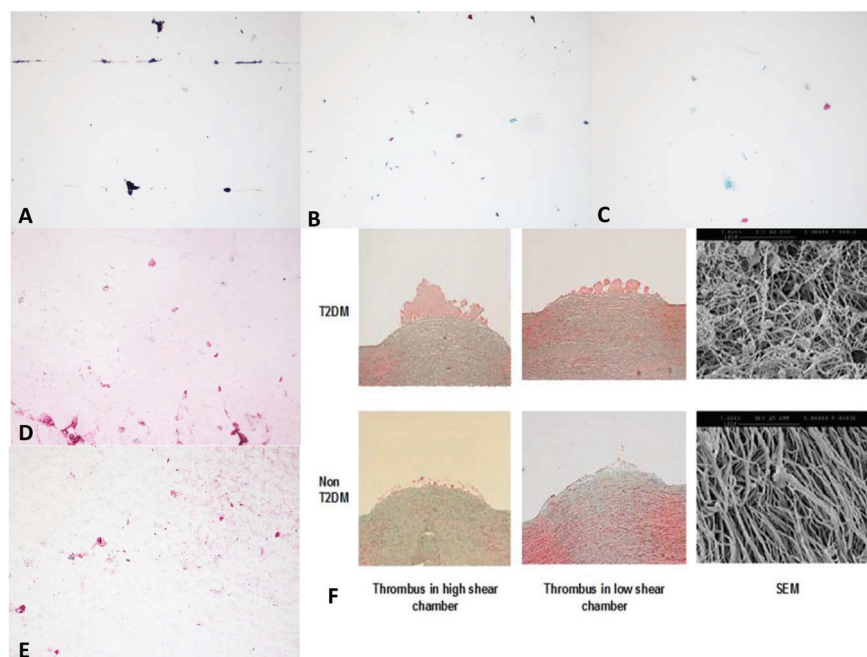 A
B
C
D
E
T2DM
Non
T2DM
F
Thrombus in high shear
chamber
Thrombus in low shear
chamber
SEM